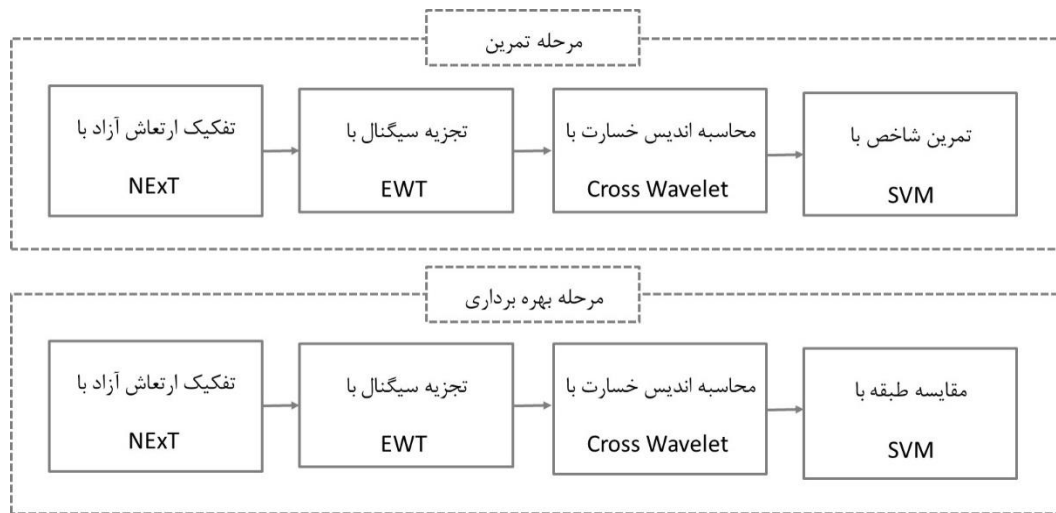 مرحله تمرین
تفکیک ارتعاش آزاد با
NExT
تجزیه سیگنال با
EWT
محاسبه اندیس خسارت با
Cross Wavelet
تمرین شاخص با
SVM
مرحله بهره برداری
تفکیک ارتعاش آزاد با
NExT
تجزیه سیگنال با
EWT
محاسبه اندیس خسارت با
Cross Wavelet
مقایسه طبقه با
SVM